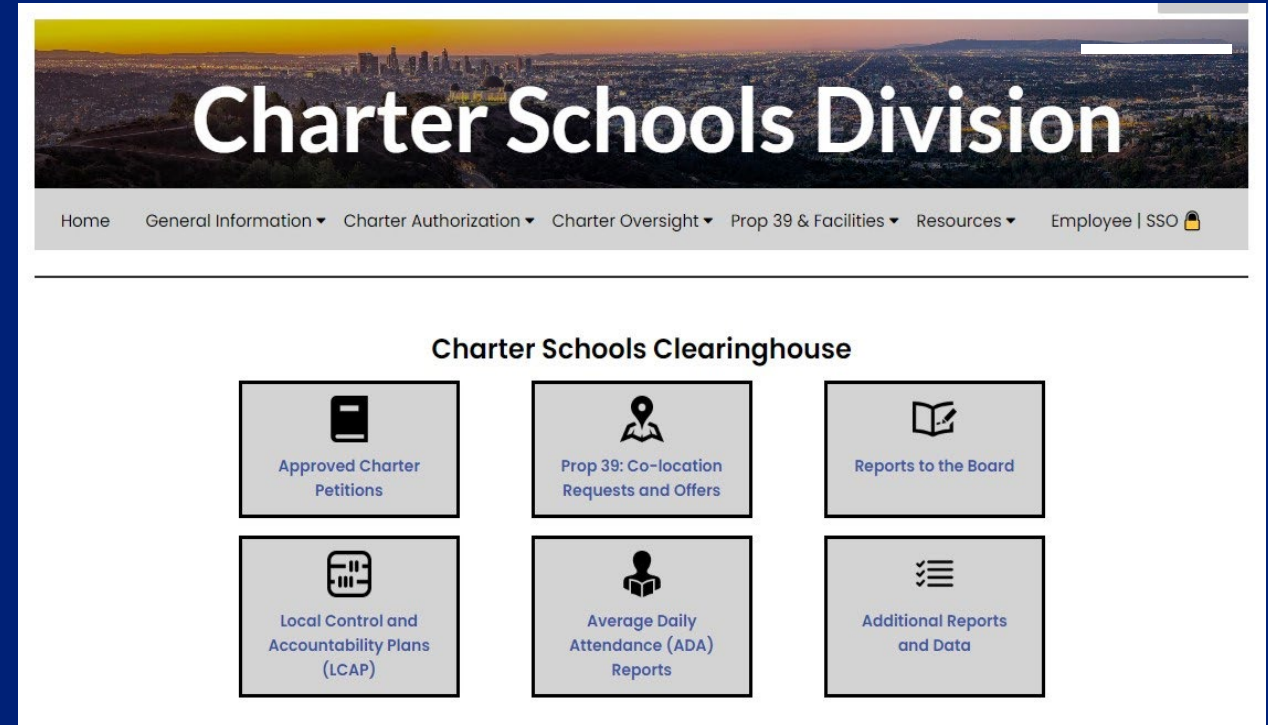 Charter Schools Division
Home General Information ▾ Charter Authorization ▾ Charter Oversight ▾ Prop 39 & Facilities ▾ Resources ▾ Employee | SSO
Charter Schools Clearinghouse
Approved Charter
Petitions
Prop 39: Co-location
Requests and Offers
Reports to the Board
Local Control and
Accountability Plans
(LCAP)
Average Daily
Attendance (ADA)
Reports
Additional Reports
and Data